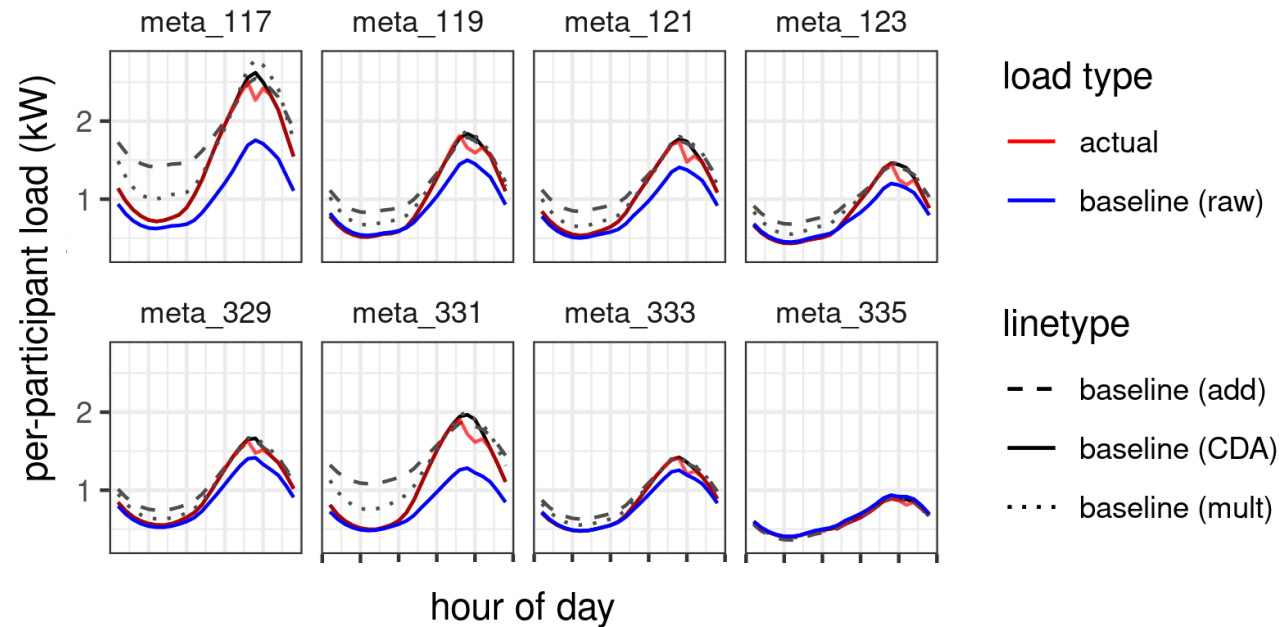 meta_117 meta_119 meta_121 meta_123
2
1
meta_329 meta_331 meta_333 meta_335
2
1
per-participant load (kW)
hour of day
load type
actual
baseline (raw)
linetype
baseline (add)
baseline (CDA)
baseline (mult)